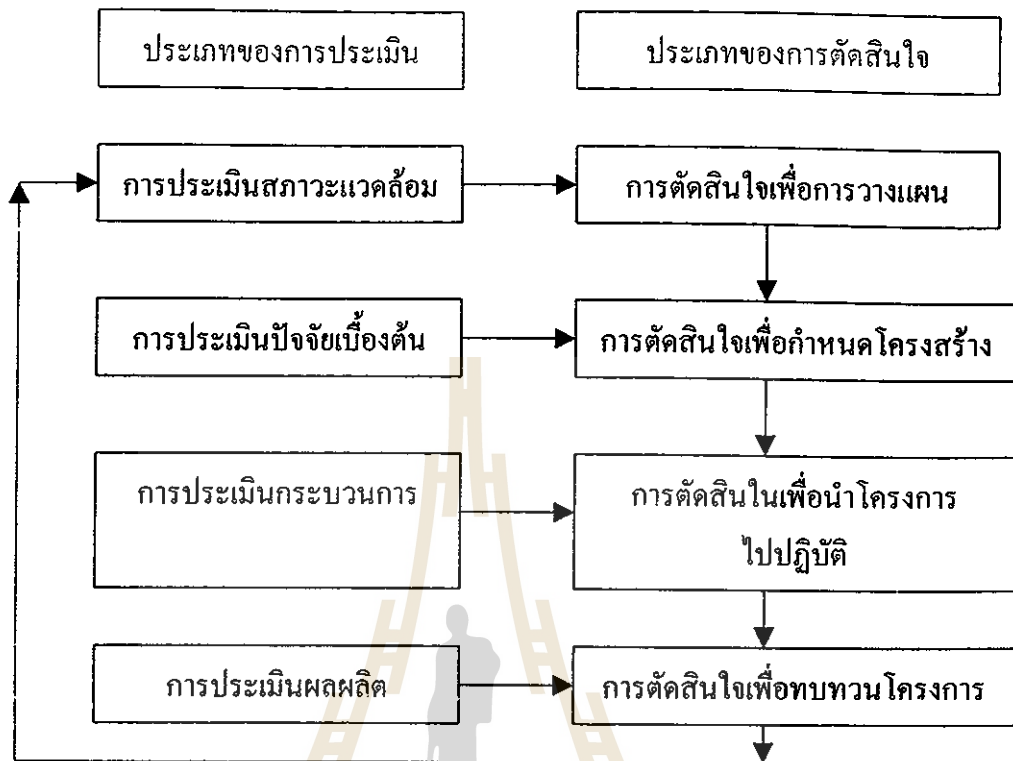 ประเภทของการประเมิน
ประเภทของการตัดสินใจ
การประเมินสภาวะแวดล้อม
การตัดสินใจเพื่อการวางแผน
การประเมินปัจจัยเบื้องต้น
การตัดสินใจเพื่อกำหนดโครงสร้าง
การประเมินกระบวนการ
การตัดสินในเพื่อนำโครงการ
ไปปฏิบัติ
การประเมินผลผลิต
การตัดสินใจเพื่อทบทวนโครงการ